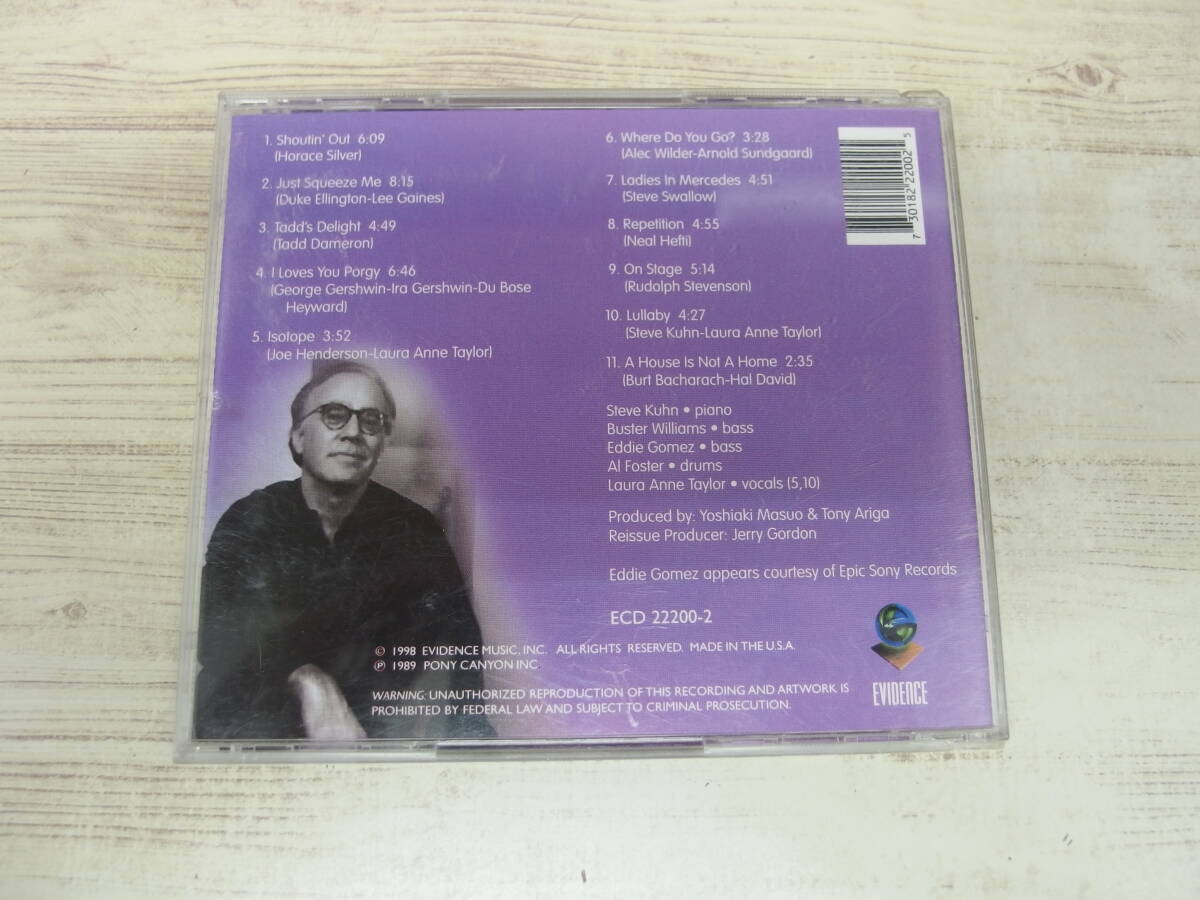 1. Shoutin' Out 6:09
(Horace Silver)
2. Just Squeeze Me 8:15
(Duke Ellington-Lee Gaines)
3. Tadd's Delight 4:49
(Tadd Dameron)
4. I Loves You Porgy 6:46
(George Gershwin-Ira Gershwin-Du Bose
Heyward)
5. Isotope 3:52
(Joe Henderson-Laura Anne Taylor)
6. Where Do You Go? 3:28
(Alec Wilder-Arnold Sundgaard)
7. Ladies In Mercedes 4:51
(Steve Swallow)
8. Repetition 4:55
(Neal Hefti)
9. On Stage 5:14
(Rudolph Stevenson)
10. Lullaby 4:27
(Steve Kuhn-Laura Anne Taylor)
11. A House Is Not A Home 2:35
(Burt Bacharach-Hal David)
Steve Kuhn • piano
Buster Williams • bass
Eddie Gomez • bass
Al Foster • drums
Laura Anne Taylor • vocals (5,10)
Produced by: Yoshiaki Masuo & Tony Ariga
Reissue Producer: Jerry Gordon
Eddie Gomez appears courtesy of Epic Sony Records
ECD 22200-2
© 1998 EVIDENCE MUSIC, INC. ALL RIGHTS RESERVED. MADE IN THE U.S.A.
℗ 1989 PONY CANYON INC.
WARNING: UNAUTHORIZED REPRODUCTION OF THIS RECORDING AND ARTWORK IS
PROHIBITED BY FEDERAL LAW AND SUBJECT TO CRIMINAL PROSECUTION.
EVIDENCE
7 30182 22002 5